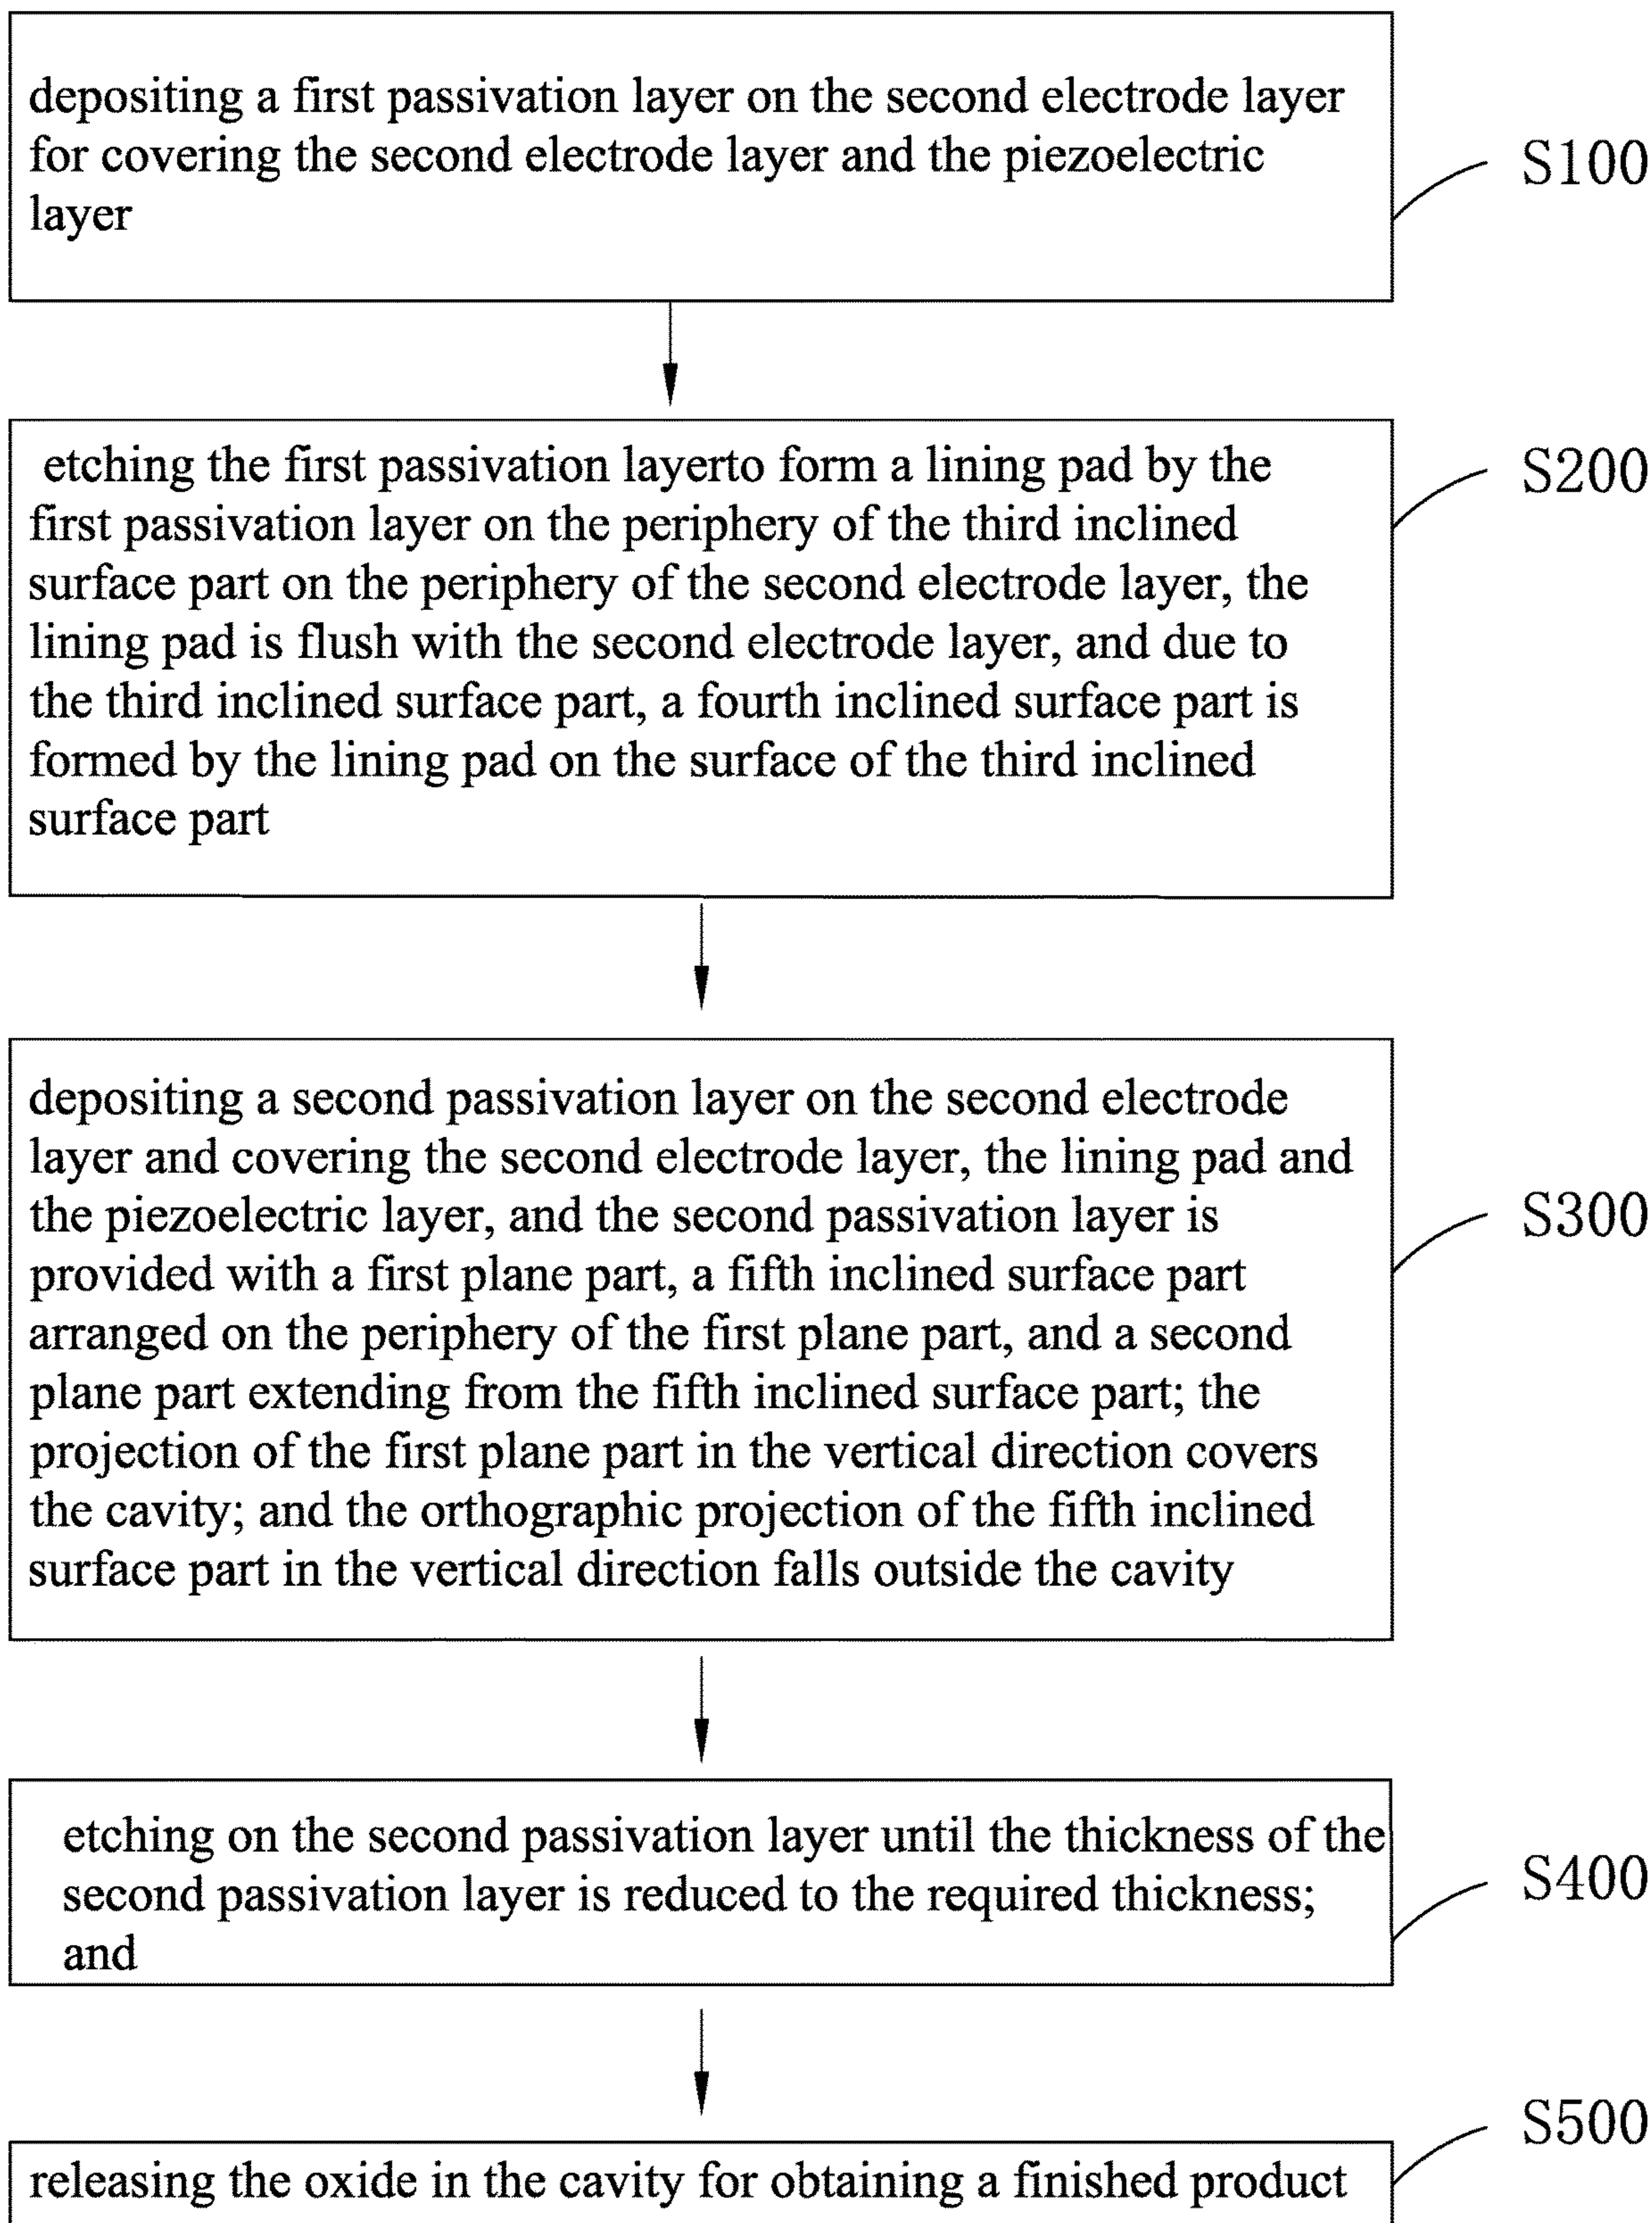 depositing a first passivation layer on the second electrode layer
for covering the second electrode layer and the piezoelectric
layer
S100
etching the first passivation layerto form a lining pad by the
first passivation layer on the periphery of the third inclined
surface part on the periphery of the second electrode layer, the
lining pad is flush with the second electrode layer, and due to
the third inclined surface part, a fourth inclined surface part is
formed by the lining pad on the surface of the third inclined
surface part
S200
depositing a second passivation layer on the second electrode
layer and covering the second electrode layer, the lining pad and
the piezoelectric layer, and the second passivation layer is
provided with a first plane part, a fifth inclined surface part
arranged on the periphery of the first plane part, and a second
plane part extending from the fifth inclined surface part; the
projection of the first plane part in the vertical direction covers
the cavity; and the orthographic projection of the fifth inclined
surface part in the vertical direction falls outside the cavity
S300
etching on the second passivation layer until the thickness of the
second passivation layer is reduced to the required thickness;
and
S400
releasing the oxide in the cavity for obtaining a finished product
S500